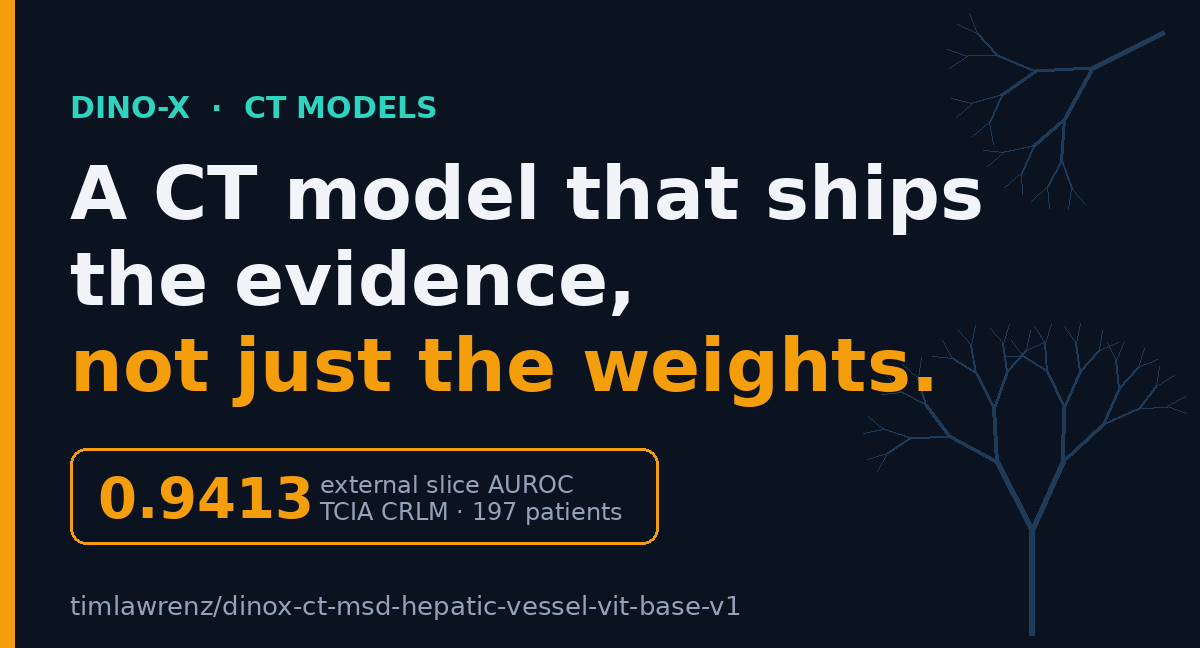 DINO-X · CT MODELS
A CT model that ships
the evidence,
not just the weights.
0.9413
external slice AUROC
TCIA CRLM · 197 patients
timlawrenz/dinox-ct-msd-hepatic-vessel-vit-base-v1